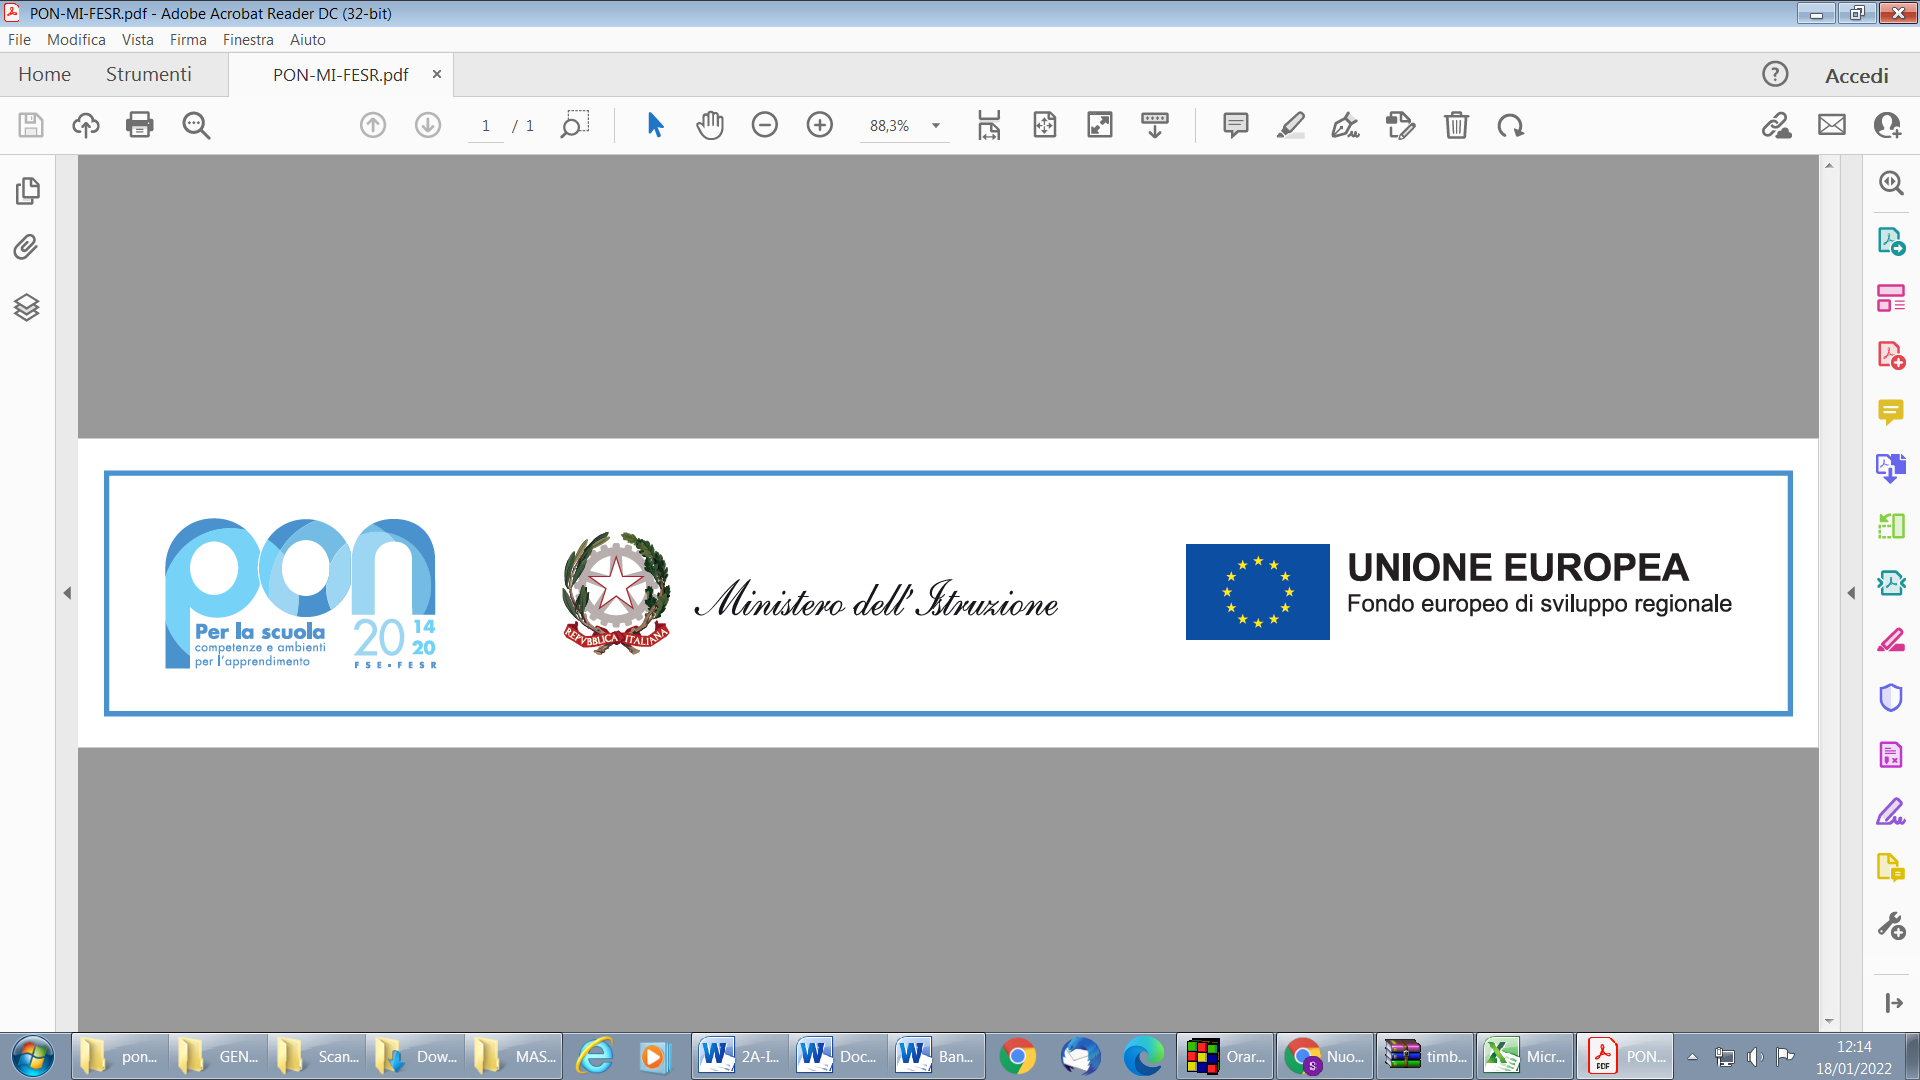 PON-MI-FESR.pdf - Adobe Acrobat Reader DC (32-bit)
File Modifica Vista Firma Finestra Aiuto
Home Strumenti PON-MI-FESR.pdf × ? Accedi
1 / 1 88,3%
pon
Per la scuola
competenze e ambienti
per l'apprendimento
20 14
20
FSE-FESR
REPVBBLICA ITALIANA
Ministero dell'Istruzione
UNIONE EUROPEA
Fondo europeo di sviluppo regionale
pon... GEN... Scan... Dow... MAS... 2A-I... Doc... Ban... Orar... Nuo... timb... Micr... PON...
12:14
18/01/2022